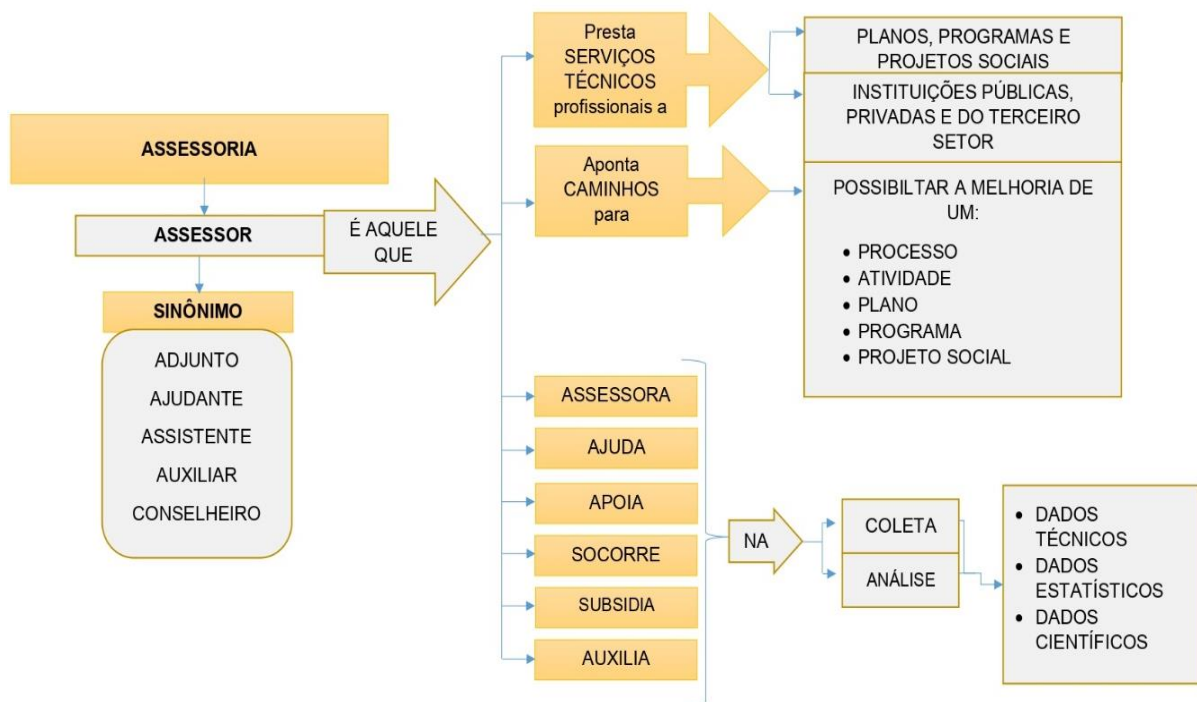 ASSESSORIA
ASSESSOR
SINÔNIMO
ADJUNTO
AJUDANTE
ASSISTENTE
AUXILIAR
CONSELHEIRO
É AQUELE
QUE
Presta
SERVIÇOS
TÉCNICOS
profissionais a
PLANOS, PROGRAMAS E
PROJETOS SOCIAIS
INSTITUIÇÕES PÚBLICAS,
PRIVADAS E DO TERCEIRO
SETOR
Aponta
CAMINHOS
para
POSSIBILTAR A MELHORIA DE
UM:
• PROCESSO
• ATIVIDADE
• PLANO
• PROGRAMA
• PROJETO SOCIAL
ASSESSORA
AJUDA
APOIA
SOCORRE
SUBSIDIA
AUXILIA
NA
COLETA
ANÁLISE
• DADOS
TÉCNICOS
• DADOS
ESTATÍSTICOS
• DADOS
CIENTÍFICOS